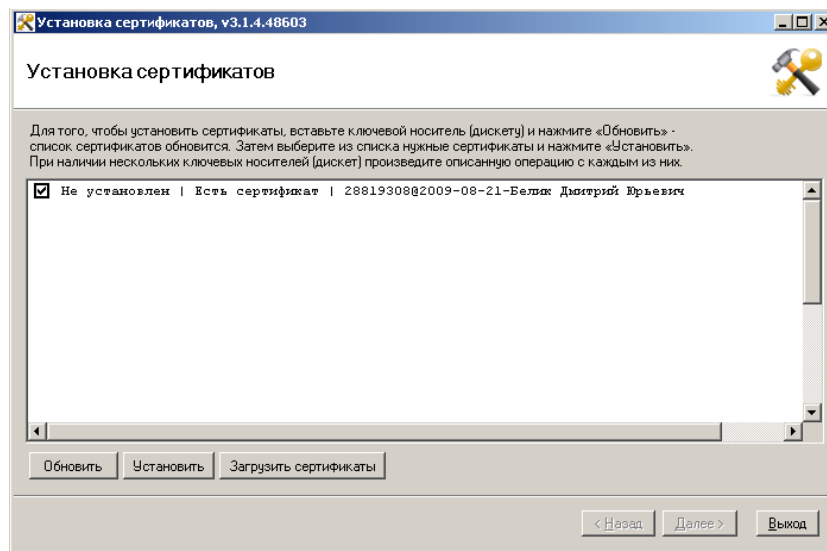 Установка сертификатов, v3.1.4.48603
Установка сертификатов
Для того, чтобы установить сертификаты, вставьте ключевой носитель (дискету) и нажмите «Обновить» -
список сертификатов обновится. Затем выберите из списка нужные сертификаты и нажмите «Установить».
При наличии нескольких ключевых носителей (дискет) произведите описанную операцию с каждым из них.
Не установлен | Есть сертификат | 28819308@2009-08-21-Белик Дмитрий Юрьевич
Обновить Установить Загрузить сертификаты
< Назад Далее > Выход